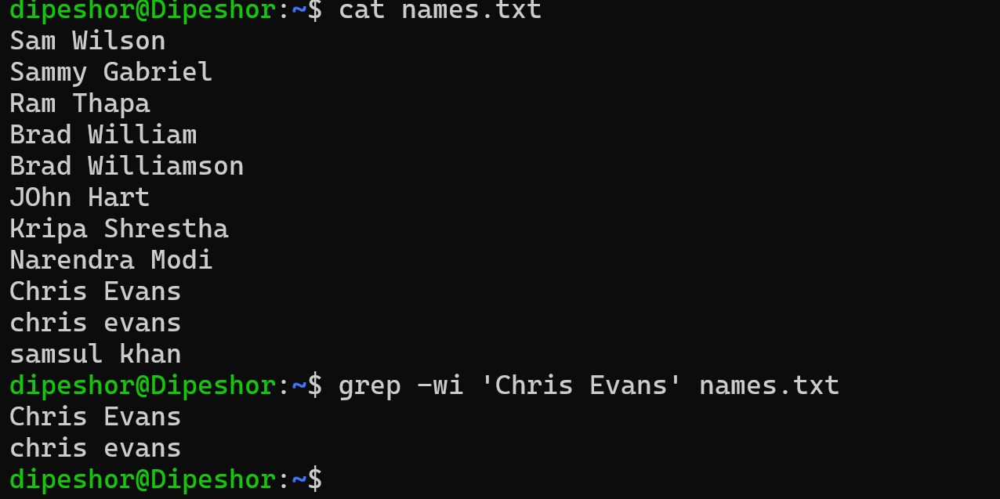 dipeshor@Dipeshor:~$ cat names.txt
Sam Wilson
Sammy Gabriel
Ram Thapa
Brad William
Brad Williamson
JOhn Hart
Kripa Shrestha
Narendra Modi
Chris Evans
chris evans
samsul khan
dipeshor@Dipeshor:~$ grep -wi 'Chris Evans' names.txt
Chris Evans
chris evans
dipeshor@Dipeshor:~$